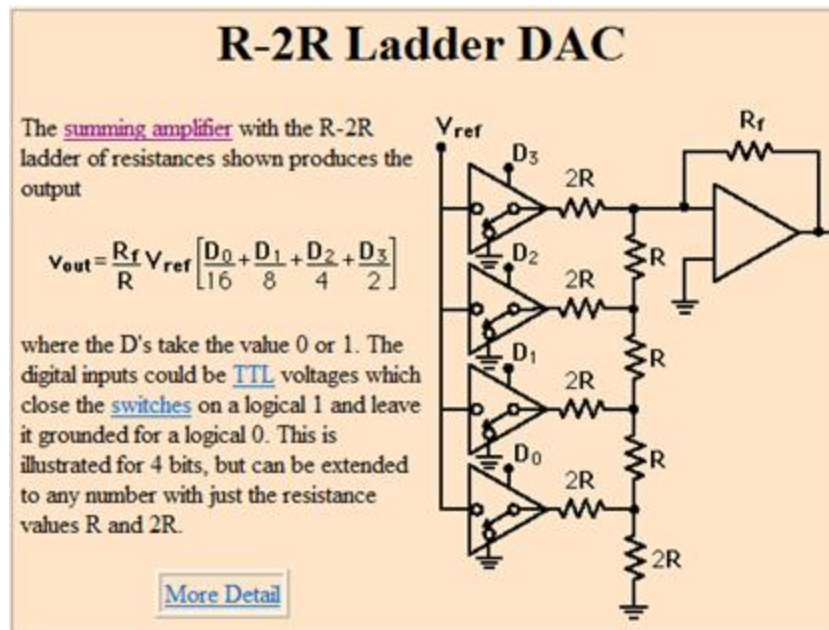 R-2R Ladder DAC
The summing amplifier with the R-2R
ladder of resistances shown produces the
output
Vout = Rf/R Vref [D0/16 + D1/8 + D2/4 + D3/2]
where the D's take the value 0 or 1. The
digital inputs could be TTL voltages which
close the switches on a logical 1 and leave
it grounded for a logical 0. This is
illustrated for 4 bits, but can be extended
to any number with just the resistance
values R and 2R.
More Detail
Vref
Rf
D3
2R
R
D2
2R
R
D1
2R
R
D0
2R
2R